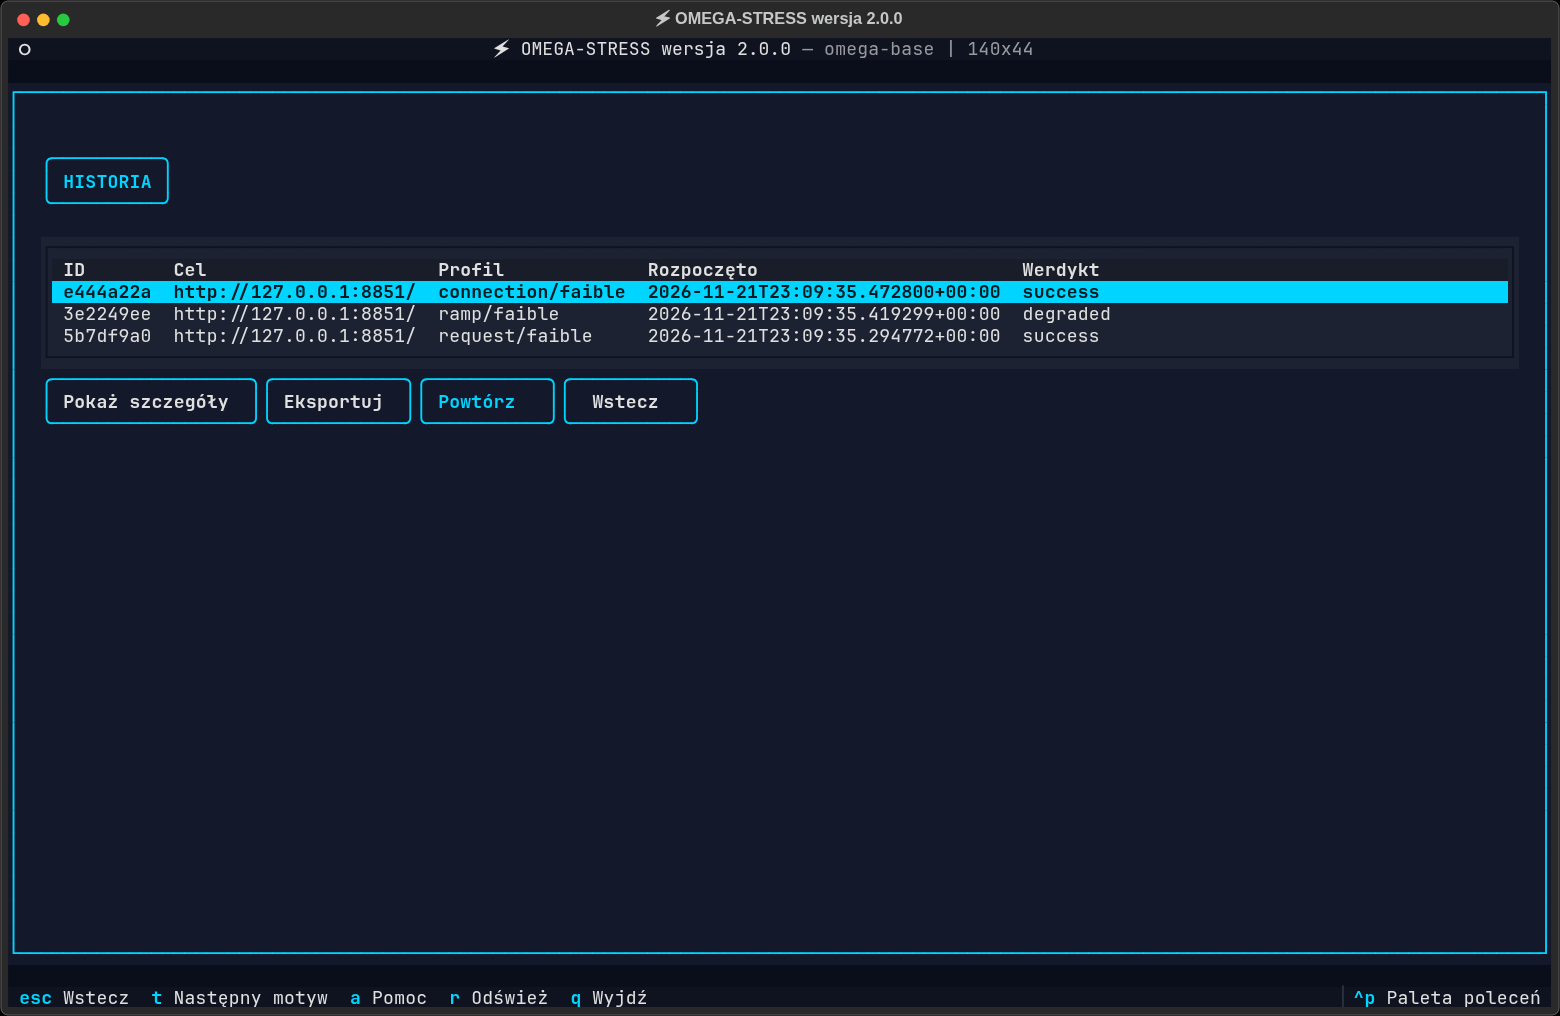 ⚡ OMEGA-STRESS wersja 2.0.0
⚡ OMEGA-STRESS wersja 2.0.0 — omega-base | 140x44
HISTORIA
ID Cel Profil Rozpoczęto Werdykt
e444a22a http://127.0.0.1:8851/ connection/faible 2026-11-21T23:09:35.472800+00:00 success
3e2249ee http://127.0.0.1:8851/ ramp/faible 2026-11-21T23:09:35.419299+00:00 degraded
5b7df9a0 http://127.0.0.1:8851/ request/faible 2026-11-21T23:09:35.294772+00:00 success
Pokaż szczegóły Eksportuj Powtórz Wstecz
esc Wstecz t Następny motyw a Pomoc r Odśwież q Wyjdź ^p Paleta poleceń